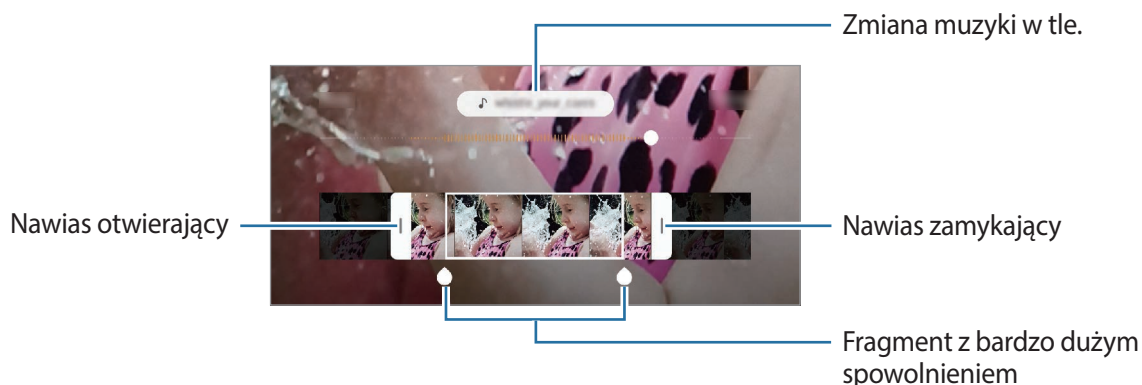 Zmiana muzyki w tle.
Nawias otwierający
Nawias zamykający
Fragment z bardzo dużym
spowolnieniem